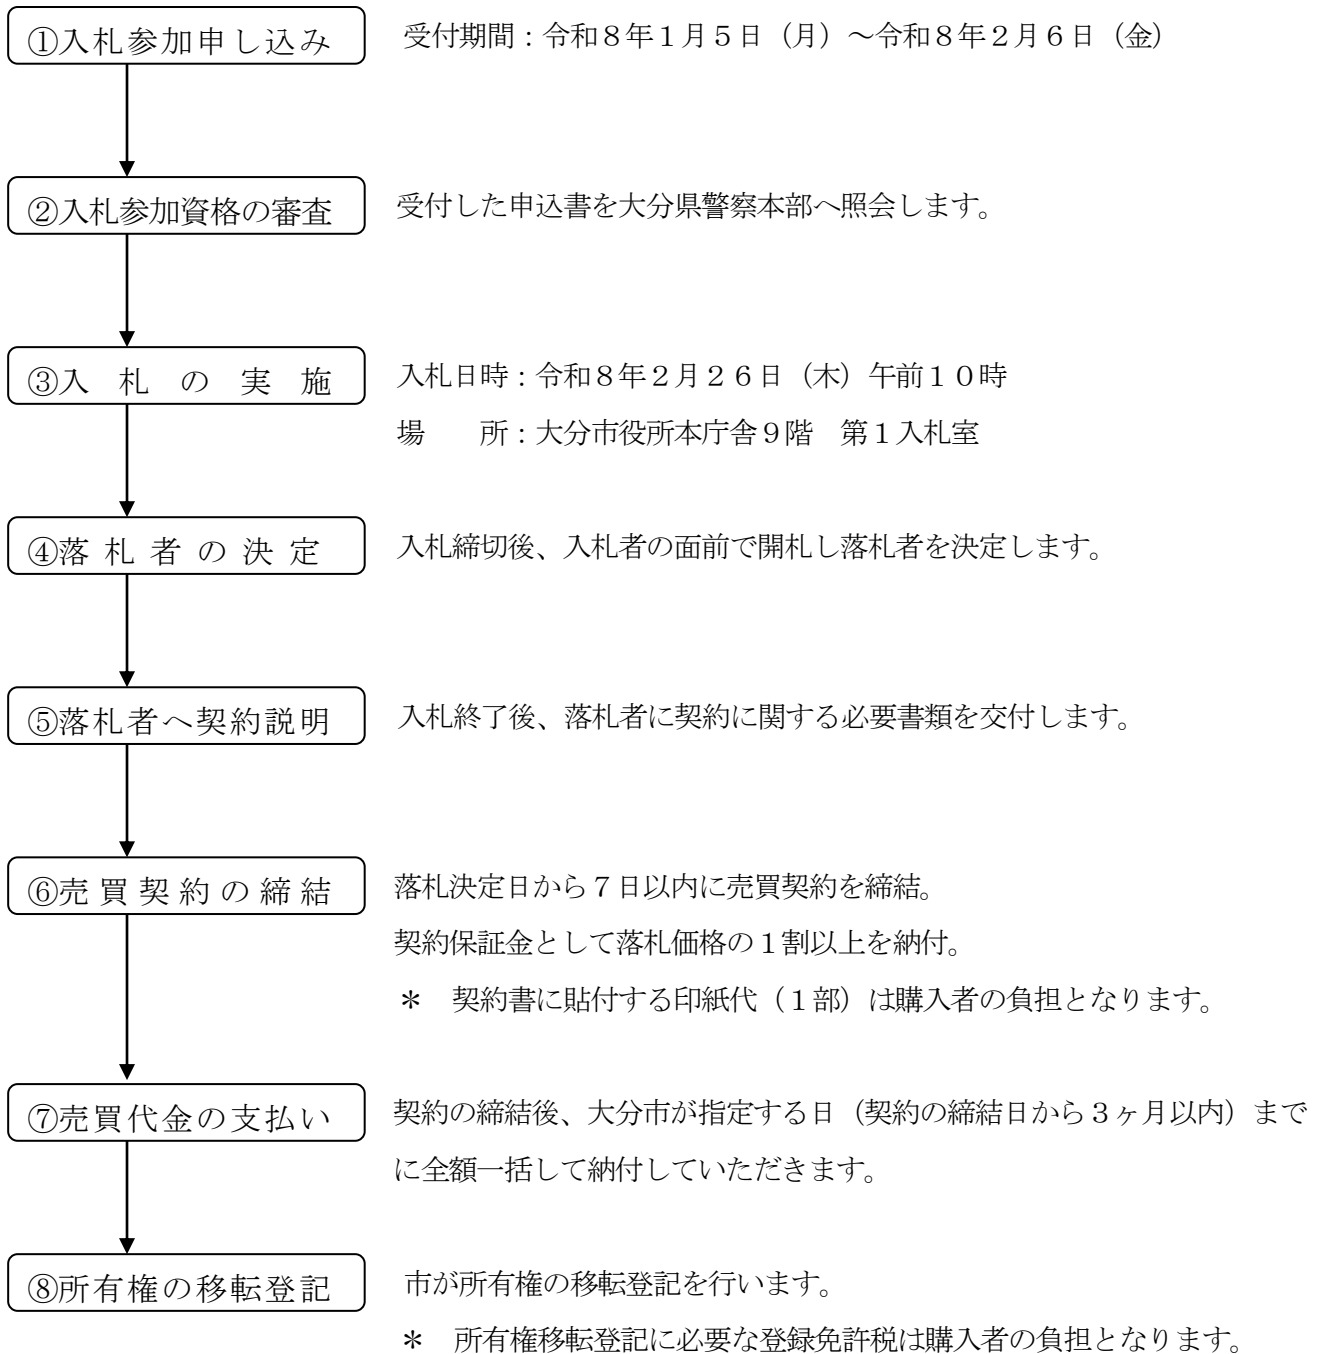 ①入札参加申し込み
受付期間：令和８年１月５日（月）～令和８年２月６日（金）
②入札参加資格の審査
受付した申込書を大分県警察本部へ照会します。
③入　札　の　実　施
入札日時：令和８年２月２６日（木）午前１０時
場　　所：大分市役所本庁舎９階　第１入札室
④落 札 者 の 決 定
入札締切後、入札者の面前で開札し落札者を決定します。
⑤落札者へ契約説明
入札終了後、落札者に契約に関する必要書類を交付します。
⑥売 買 契 約 の 締 結
落札決定日から７日以内に売買契約を締結。
契約保証金として落札価格の１割以上を納付。
＊　契約書に貼付する印紙代（１部）は購入者の負担となります。
⑦売買代金の支払い
契約の締結後、大分市が指定する日（契約の締結日から３ヶ月以内）まで
に全額一括して納付していただきます。
⑧所有権の移転登記
市が所有権の移転登記を行います。
＊　所有権移転登記に必要な登録免許税は購入者の負担となります。